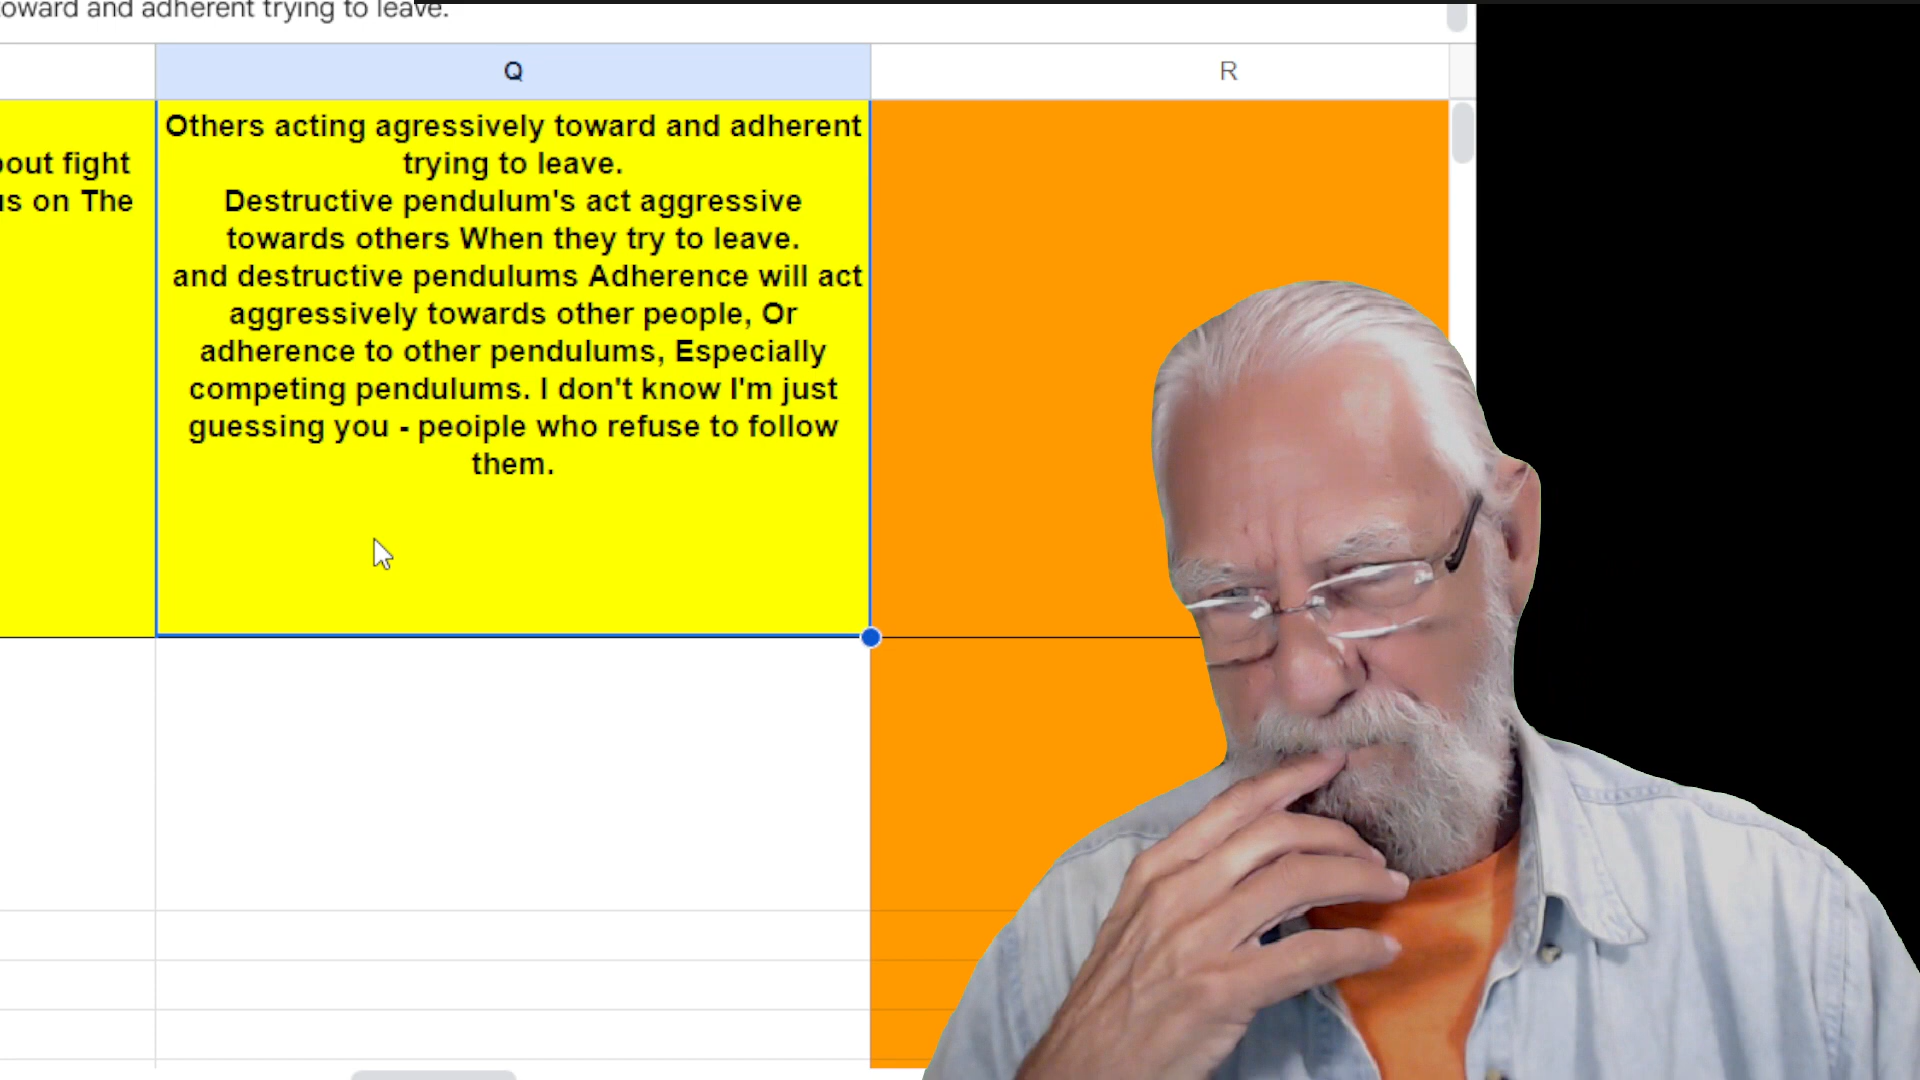 toward and adherent trying to leave.
Q
R
out fight
us on The
Others acting agressively toward and adherent
trying to leave.
Destructive pendulum's act aggressive
towards others When they try to leave.
and destructive pendulums Adherence will act
aggressively towards other people, Or
adherence to other pendulums, Especially
competing pendulums. I don't know I'm just
guessing you - peoiple who refuse to follow
them.